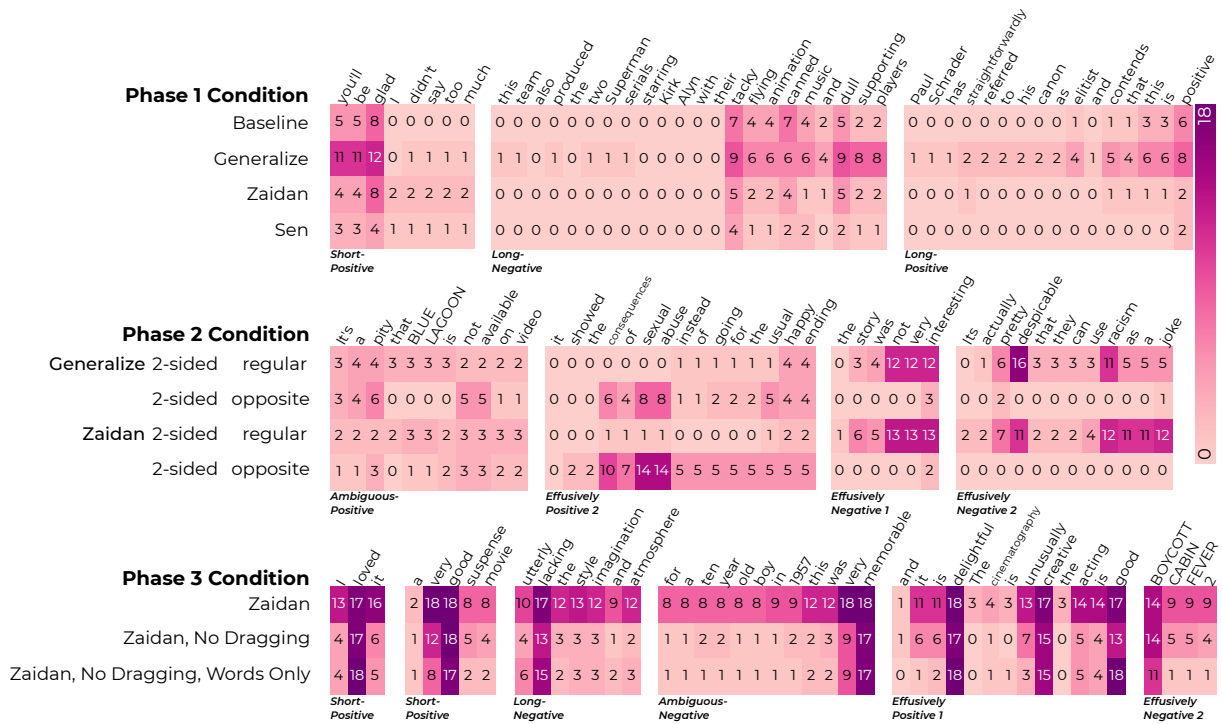 you'll be glad I didn't say too much this team also produced the two Superman serials starring Kirk Alyn with their tacky flying animation canned music and dull supporting players Paul Schrader has straightforwardly referred to his canon as elitist and contends that this is positive
Phase 1 Condition
Baseline 5 5 8 0 0 0 0 0 0 0 0 0 0 0 0 0 0 0 0 0 0 7 4 4 7 4 2 5 2 2 0 0 0 0 0 0 0 0 0 1 0 1 1 3 3 6
Generalize 11 11 12 0 1 1 1 1 1 1 0 1 0 1 1 1 0 0 0 0 0 9 6 6 6 6 4 9 8 8 1 1 1 2 2 2 2 2 2 4 1 5 4 6 6 8
Zaidan 4 4 8 2 2 2 2 2 0 0 0 0 0 0 0 0 0 0 0 0 0 5 2 2 4 1 1 5 2 2 0 0 0 1 0 0 0 0 0 0 0 1 1 1 1 2
Sen 3 3 4 1 1 1 1 1 0 0 0 0 0 0 0 0 0 0 0 0 0 4 1 1 2 2 0 2 1 1 0 0 0 0 0 0 0 0 0 0 0 0 0 0 0 2
Short- Long- Long-
Positive Negative Positive
18
0
It's a pity that BLUE LAGOON is not available on video it showed the consequences of sexual abuse instead of going for the usual happy ending the story was not very interesting Its actually pretty despicable that they can use racism as a joke
Phase 2 Condition
Generalize 2-sided regular 3 4 4 3 3 3 3 2 2 2 2 0 0 0 0 0 0 0 1 1 1 1 1 1 4 4 0 3 4 12 12 12 0 1 6 16 3 3 3 3 11 5 5 5
2-sided opposite 3 4 6 0 0 0 0 5 5 1 1 0 0 0 6 4 8 8 1 1 2 2 2 5 4 4 0 0 0 0 0 3 0 0 2 0 0 0 0 0 0 0 0 1
Zaidan 2-sided regular 2 2 2 2 3 3 2 3 3 3 3 0 0 0 1 1 1 1 0 0 0 0 0 1 2 2 1 6 5 13 13 13 2 2 7 11 2 2 2 4 12 11 11 12
2-sided opposite 1 1 3 0 1 1 2 3 3 2 2 0 2 2 10 7 14 14 5 5 5 5 5 5 5 5 0 0 0 0 0 2 0 0 0 0 0 0 0 0 0 0 0 0
Ambiguous- Effusively Effusively Effusively
Positive Positive 2 Negative 1 Negative 2
I loved it a very good suspense movie utterly lacking the style imagination and atmosphere for a ten year old boy in 1957 this was very memorable and it is delightful The cinematography is unusually creative the acting is good BOYCOTT CABIN FEVER 2
Phase 3 Condition
Zaidan 13 17 16 2 18 18 8 8 10 17 12 13 12 9 12 8 8 8 8 8 8 9 9 12 12 18 18 1 11 11 18 3 4 3 13 17 3 14 14 17 14 9 9 9
Zaidan, No Dragging 4 17 6 1 12 18 5 4 4 13 3 3 3 1 2 1 1 2 2 1 1 1 1 2 3 9 17 1 6 6 17 0 1 0 7 15 0 5 4 13 14 5 5 4
Zaidan, No Dragging, Words Only 4 18 5 1 8 17 2 2 6 15 2 3 3 2 3 1 1 1 1 1 1 1 1 2 2 9 17 1 2 2 18 0 1 1 3 15 0 5 4 18 11 1 1 2
Short- Short- Long- Ambiguous- Effusively Effusively
Positive Positive Negative Negative Positive 1 Negative 2